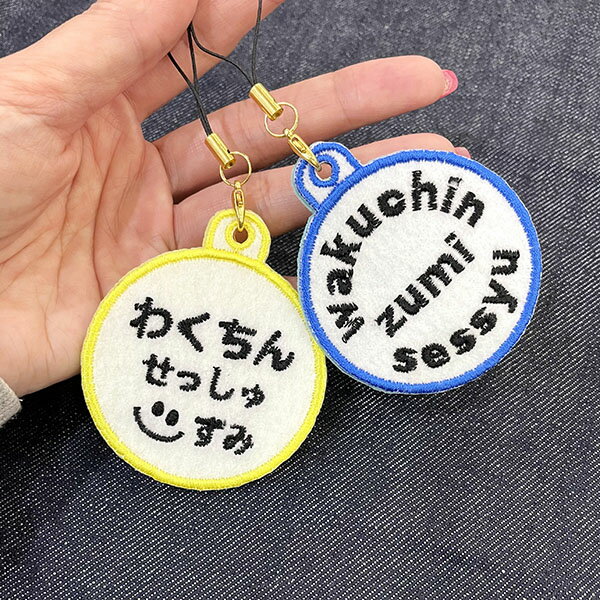 わくちん
せっしゅ
すみ
wakuchin
zumi
sessyu